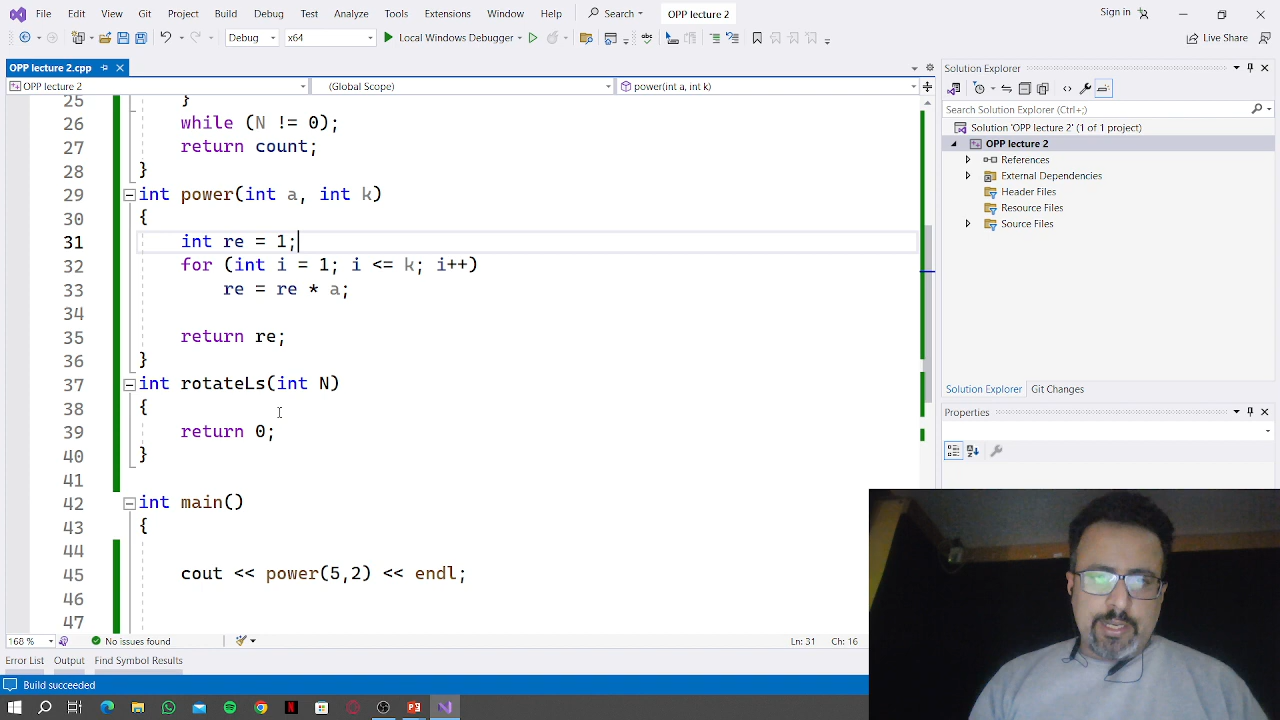 File Edit View Git Project Build Debug Test Analyze Tools Extensions Window Help Search OPP lecture 2 Sign in
Debug x64 Local Windows Debugger Live Share
OPP lecture 2.cpp
OPP lecture 2 (Global Scope) power(int a, int k)
25 }
26 while (N != 0);
27 return count;
28 }
29 int power(int a, int k)
30 {
31 int re = 1;
32 for (int i = 1; i <= k; i++)
33 re = re * a;
34
35 return re;
36 }
37 int rotateLs(int N)
38 {
39 return 0;
40 }
41
42 int main()
43 {
44
45 cout << power(5,2) << endl;
46
47
168 % No issues found Ln: 31 Ch: 16
Error List Output Find Symbol Results
Build succeeded
Solution Explorer
Search Solution Explorer (Ctrl+;)
Solution 'OPP lecture 2' (1 of 1 project)
OPP lecture 2
References
External Dependencies
Header Files
Resource Files
Source Files
Solution Explorer Git Changes
Properties